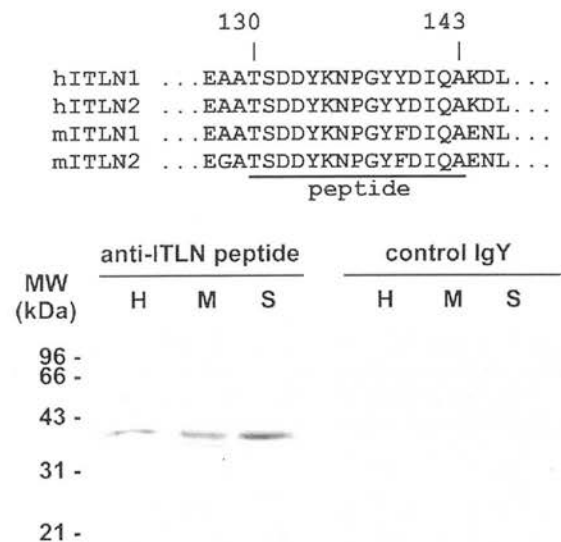 130 143
hITLN1 ...EAATSDDYKNPGYYDIQAKDL...
hITLN2 ...EAATSDDYKNPGYYDIQAKDL...
mITLN1 ...EAATSDDYKNPGYFDIQAENL...
mITLN2 ...EGATSDDYKNPGYFDIQAENL...
peptide
anti-ITLN peptide control IgY
MW
(kDa)
H M S H M S
96 -
66 -
43 -
31 -
21 -